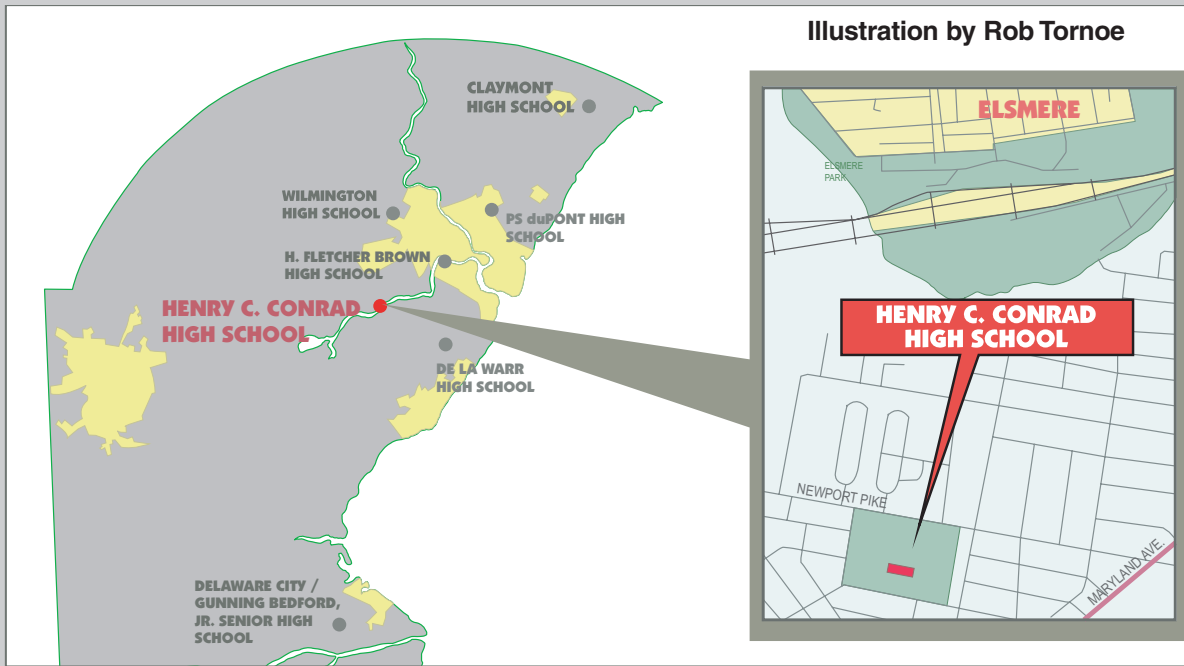 Illustration by Rob Tornoe
CLAYMONT
HIGH SCHOOL
WILMINGTON
HIGH SCHOOL
PS duPONT HIGH
SCHOOL
H. FLETCHER BROWN
HIGH SCHOOL
HENRY C. CONRAD
HIGH SCHOOL
DE LA WARR
HIGH SCHOOL
DELAWARE CITY /
GUNNING BEDFORD,
JR. SENIOR HIGH
SCHOOL
ELSMERE
ELSMERE
PARK
HENRY C. CONRAD
HIGH SCHOOL
NEWPORT PIKE
MARYLAND AVE.